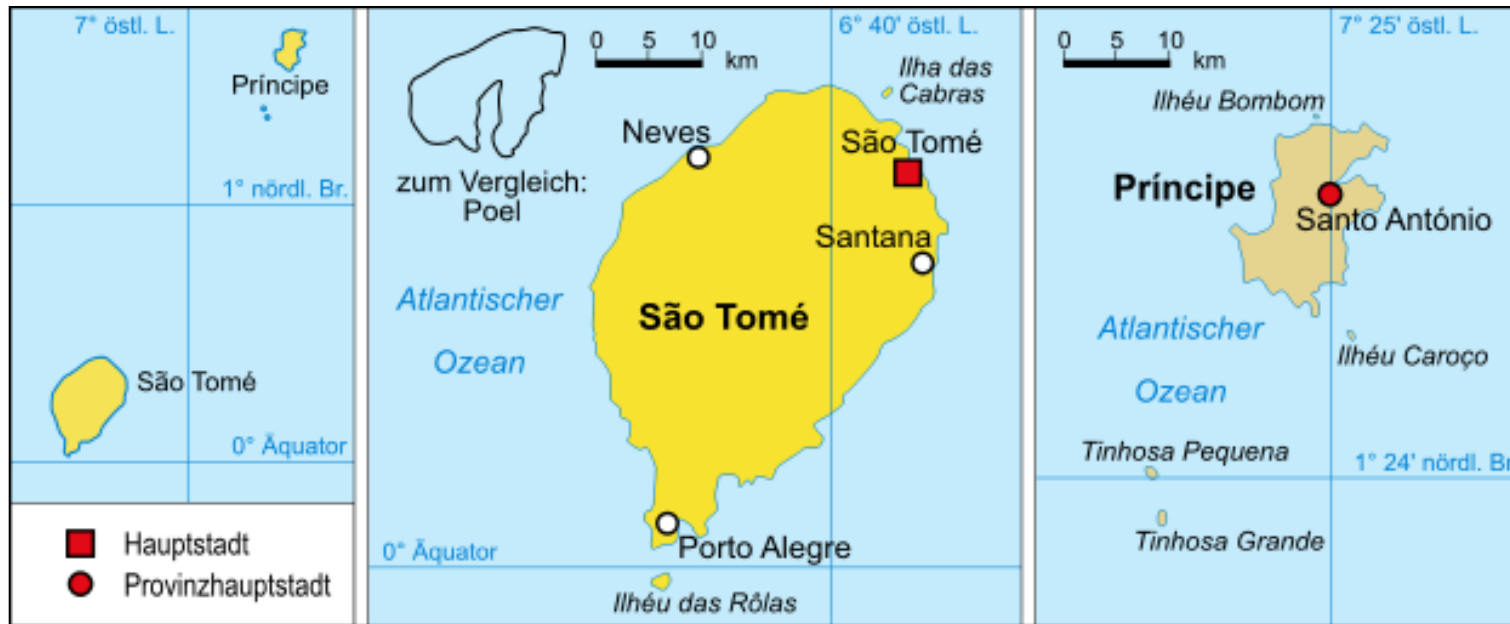 7° östl. L.
Príncipe
1° nördl. Br.
São Tomé
0° Äquator
Hauptstadt
Provinzhauptstadt
zum Vergleich:
Poel
0 5 10
km
6° 40' östl. L.
Ilha das
Cabras
Neves
São Tomé
Santana
Atlantischer
Ozean
São Tomé
Porto Alegre
0° Äquator
Ilhéu das Rôlas
0 5 10
km
7° 25' östl. L.
Ilhéu Bombom
Príncipe
Santo António
Atlantischer
Ozean
Ilhéu Caroço
Tinhosa Pequena
1° 24' nördl. Br
Tinhosa Grande